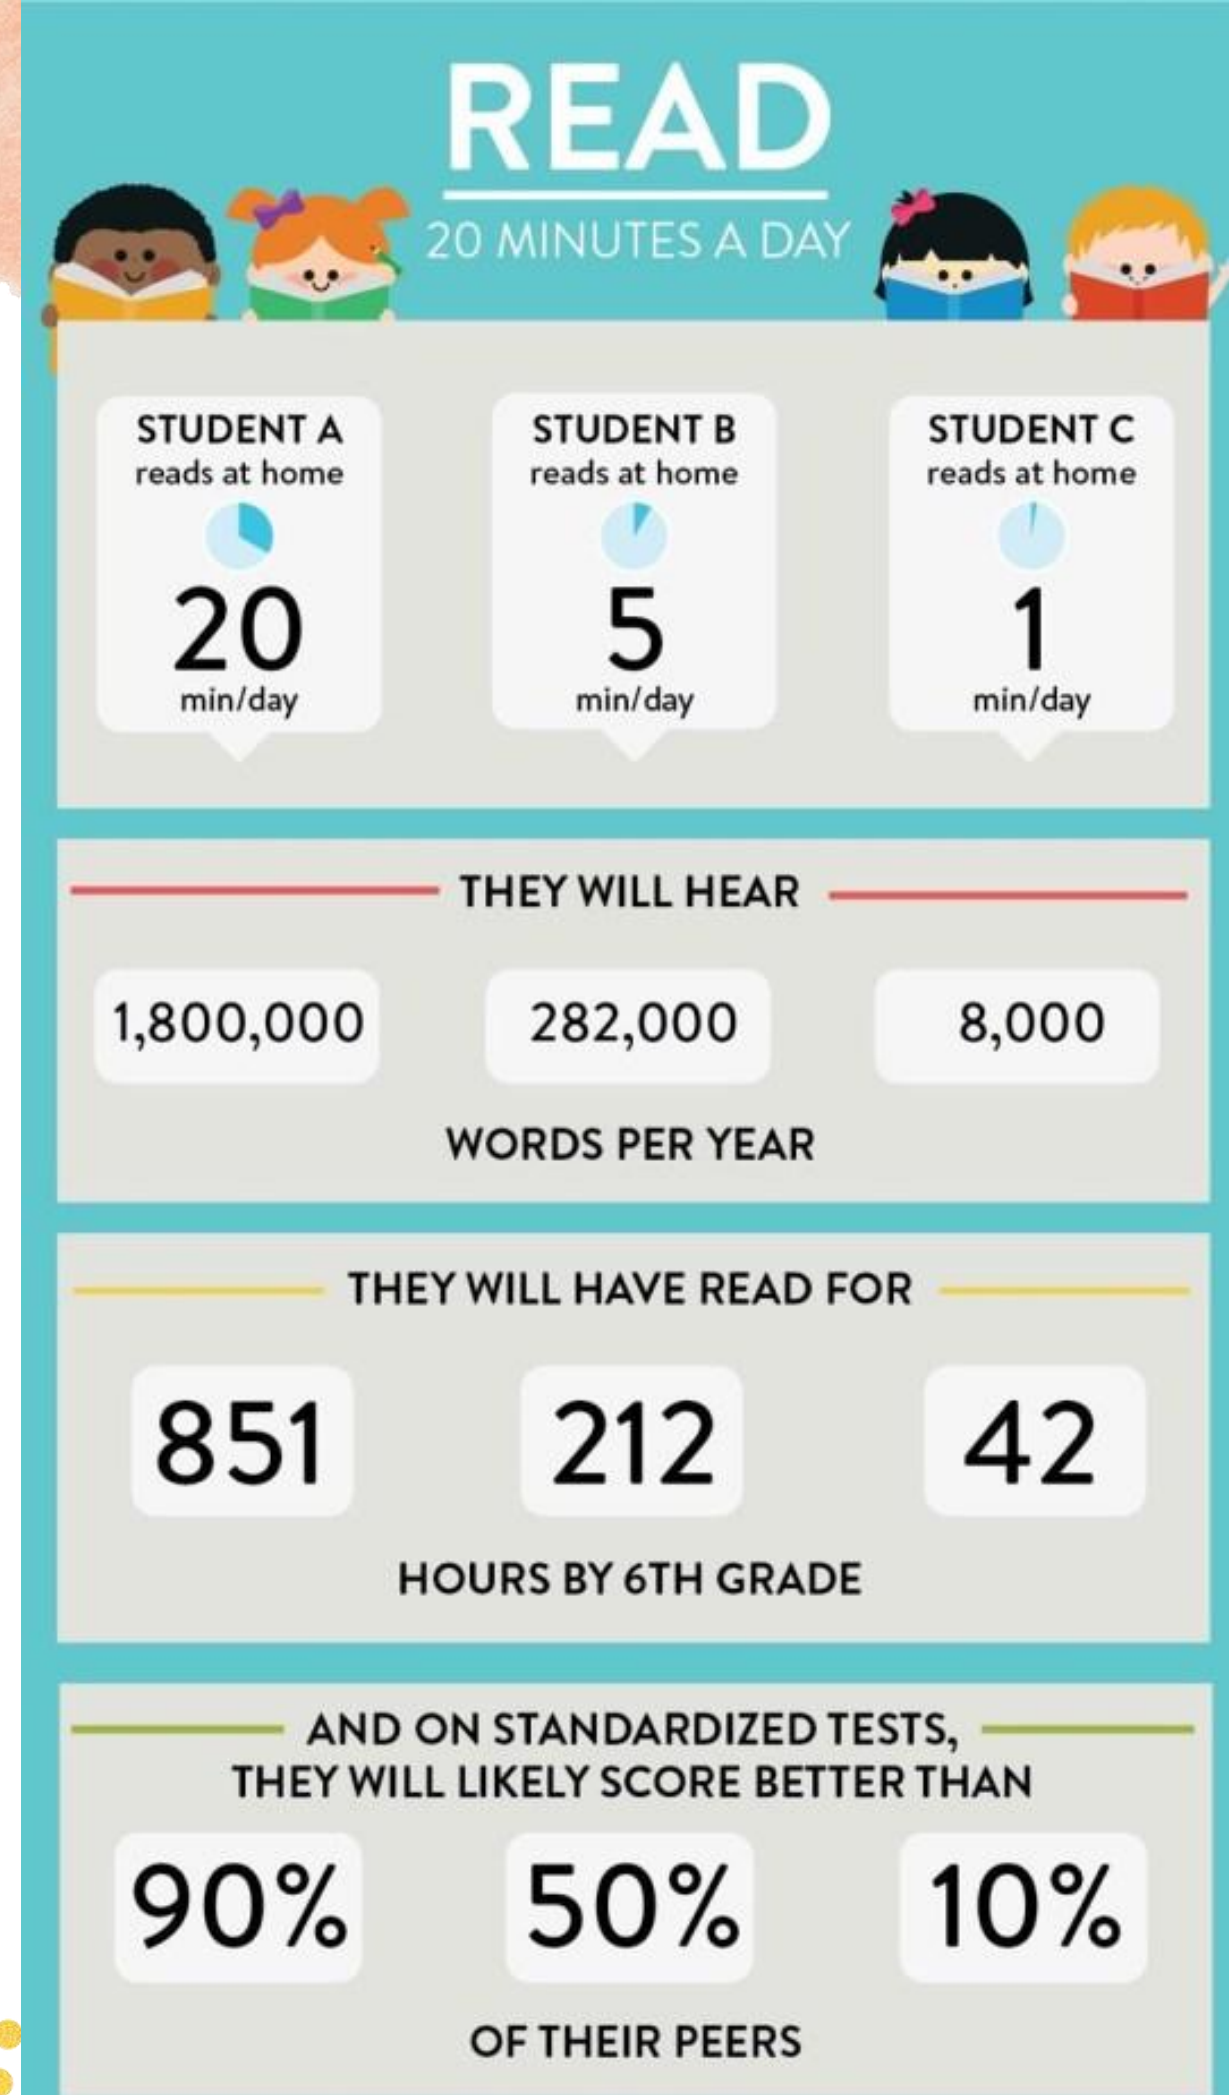 READ
20 MINUTES A DAY
STUDENT A
reads at home
20
min/day
STUDENT B
reads at home
5
min/day
STUDENT C
reads at home
1
min/day
THEY WILL HEAR
1,800,000
282,000
8,000
WORDS PER YEAR
THEY WILL HAVE READ FOR
851
212
42
HOURS BY 6TH GRADE
AND ON STANDARDIZED TESTS,
THEY WILL LIKELY SCORE BETTER THAN
90%
50%
10%
OF THEIR PEERS